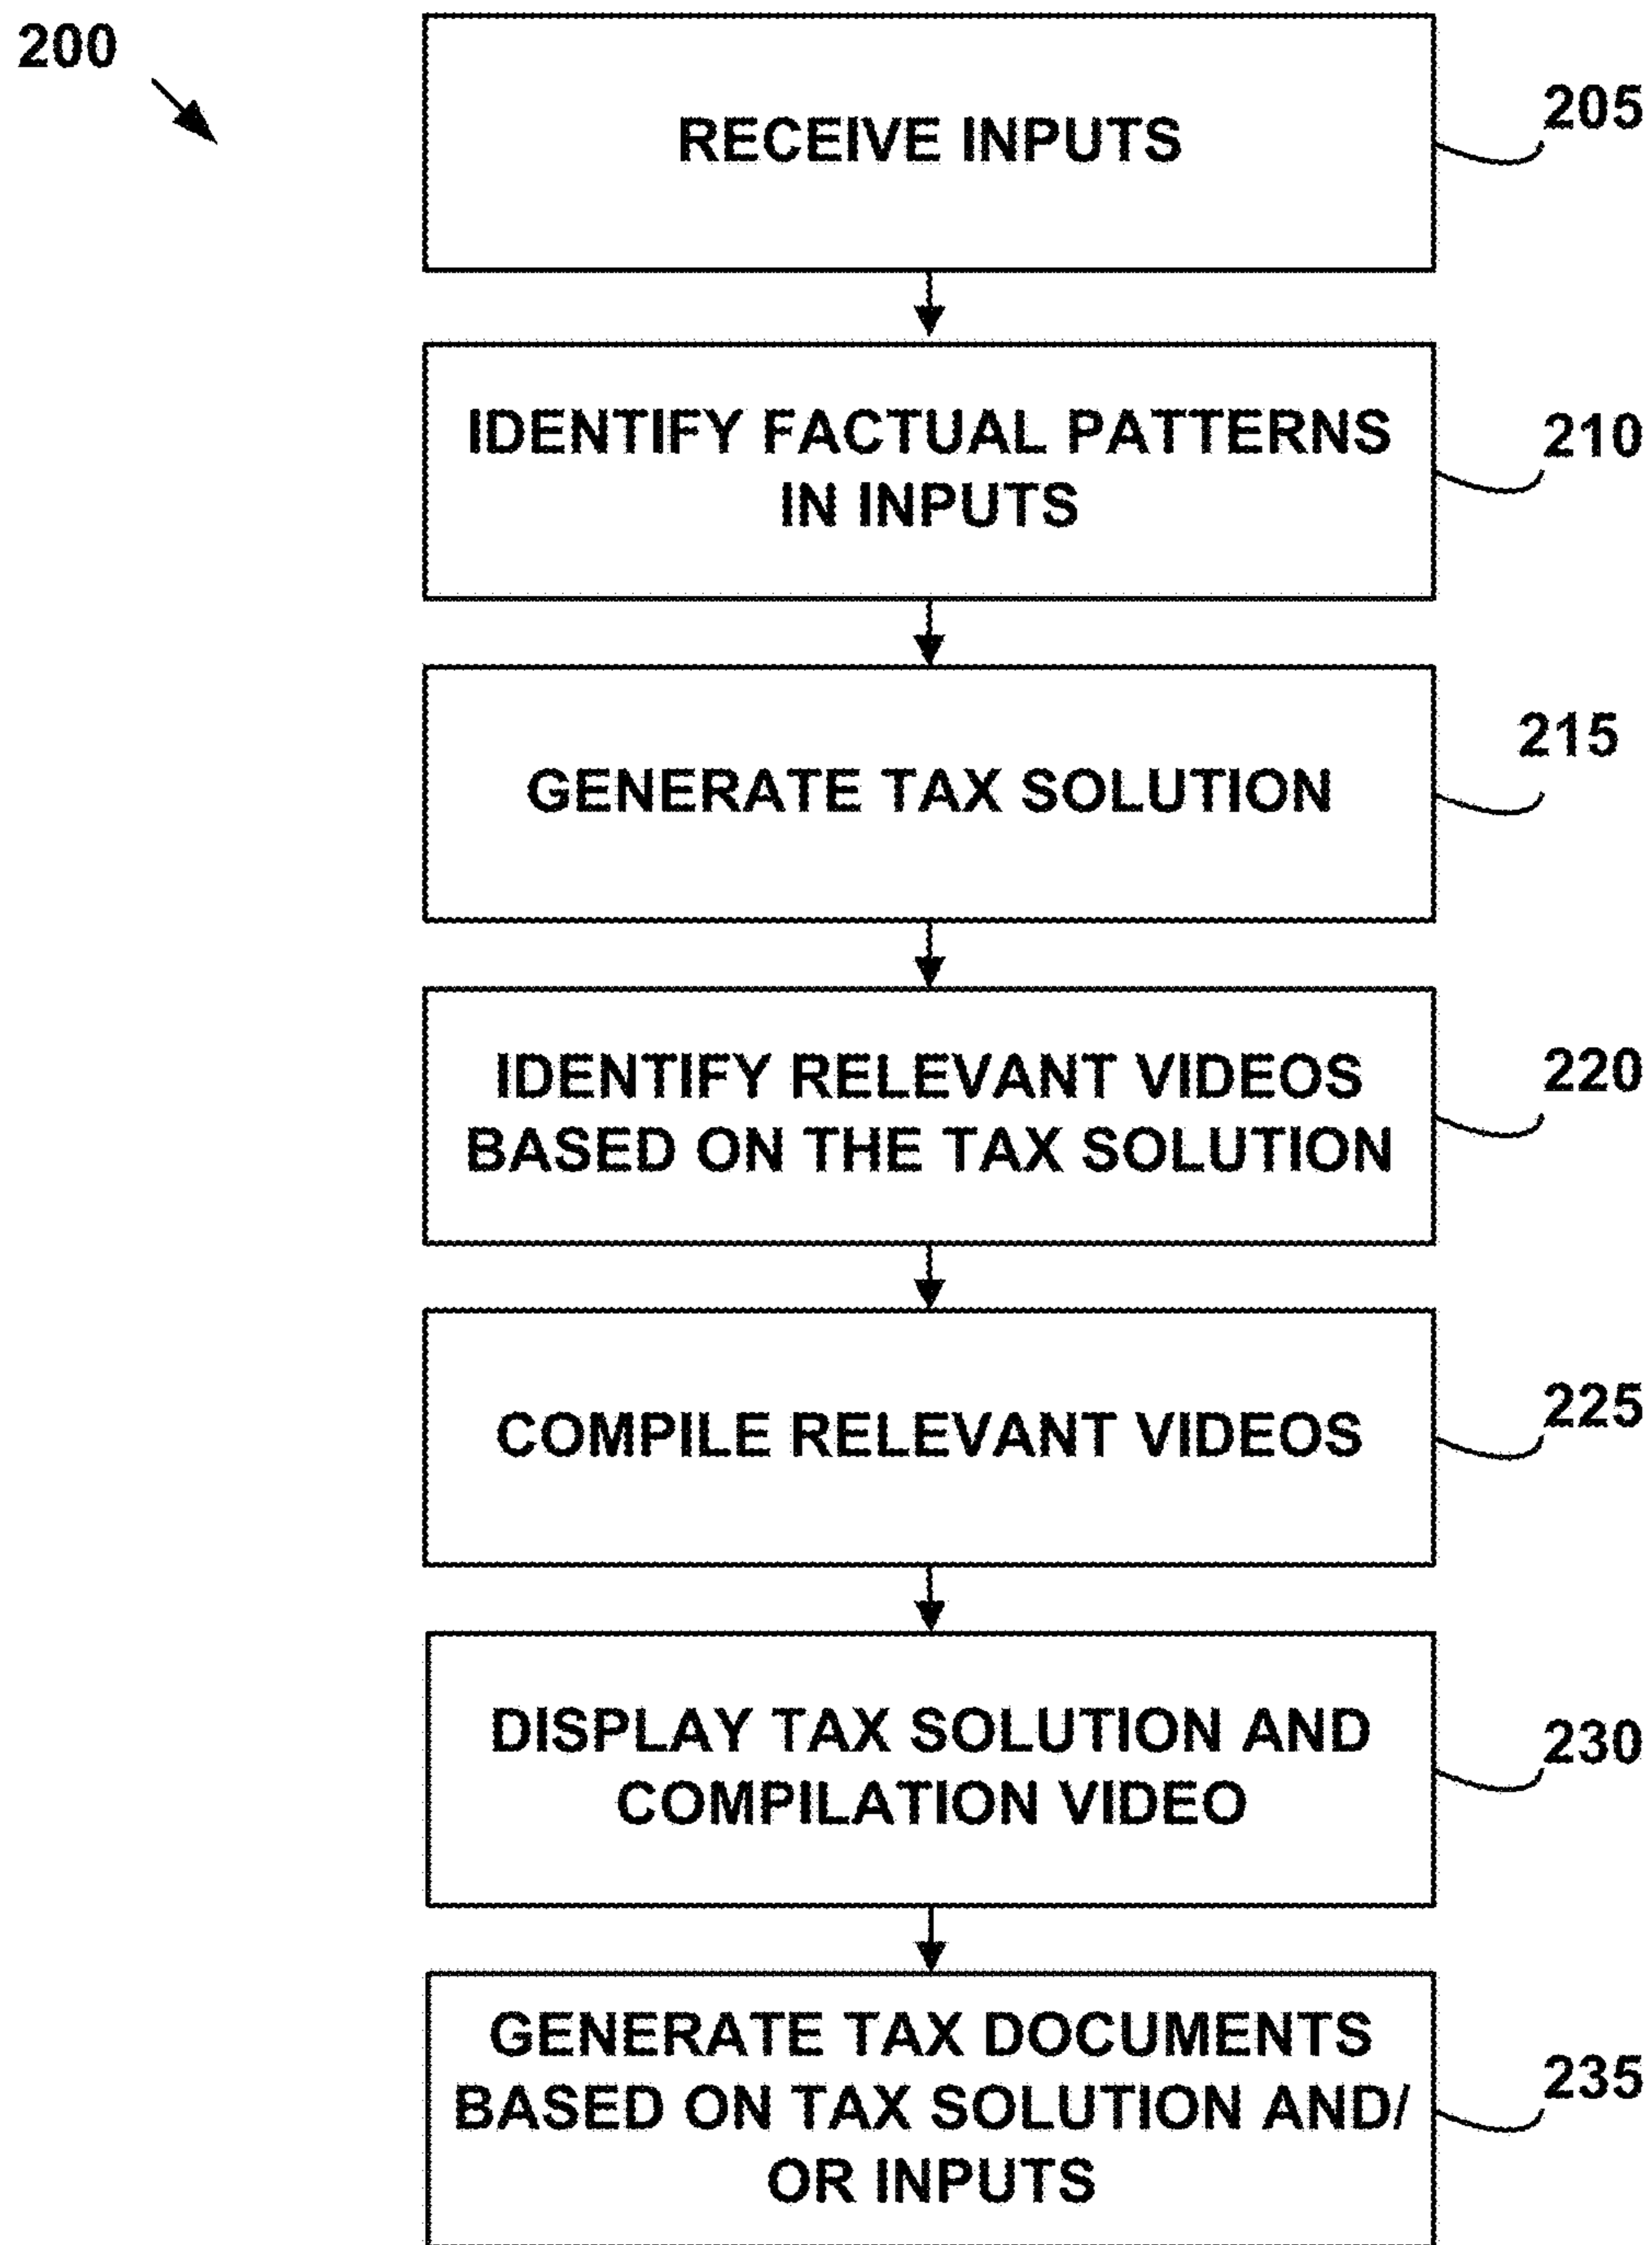 200
RECEIVE INPUTS
205
IDENTIFY FACTUAL PATTERNS
IN INPUTS
210
GENERATE TAX SOLUTION
215
IDENTIFY RELEVANT VIDEOS
BASED ON THE TAX SOLUTION
220
COMPILE RELEVANT VIDEOS
225
DISPLAY TAX SOLUTION AND
COMPILATION VIDEO
230
GENERATE TAX DOCUMENTS
BASED ON TAX SOLUTION AND/
OR INPUTS
235